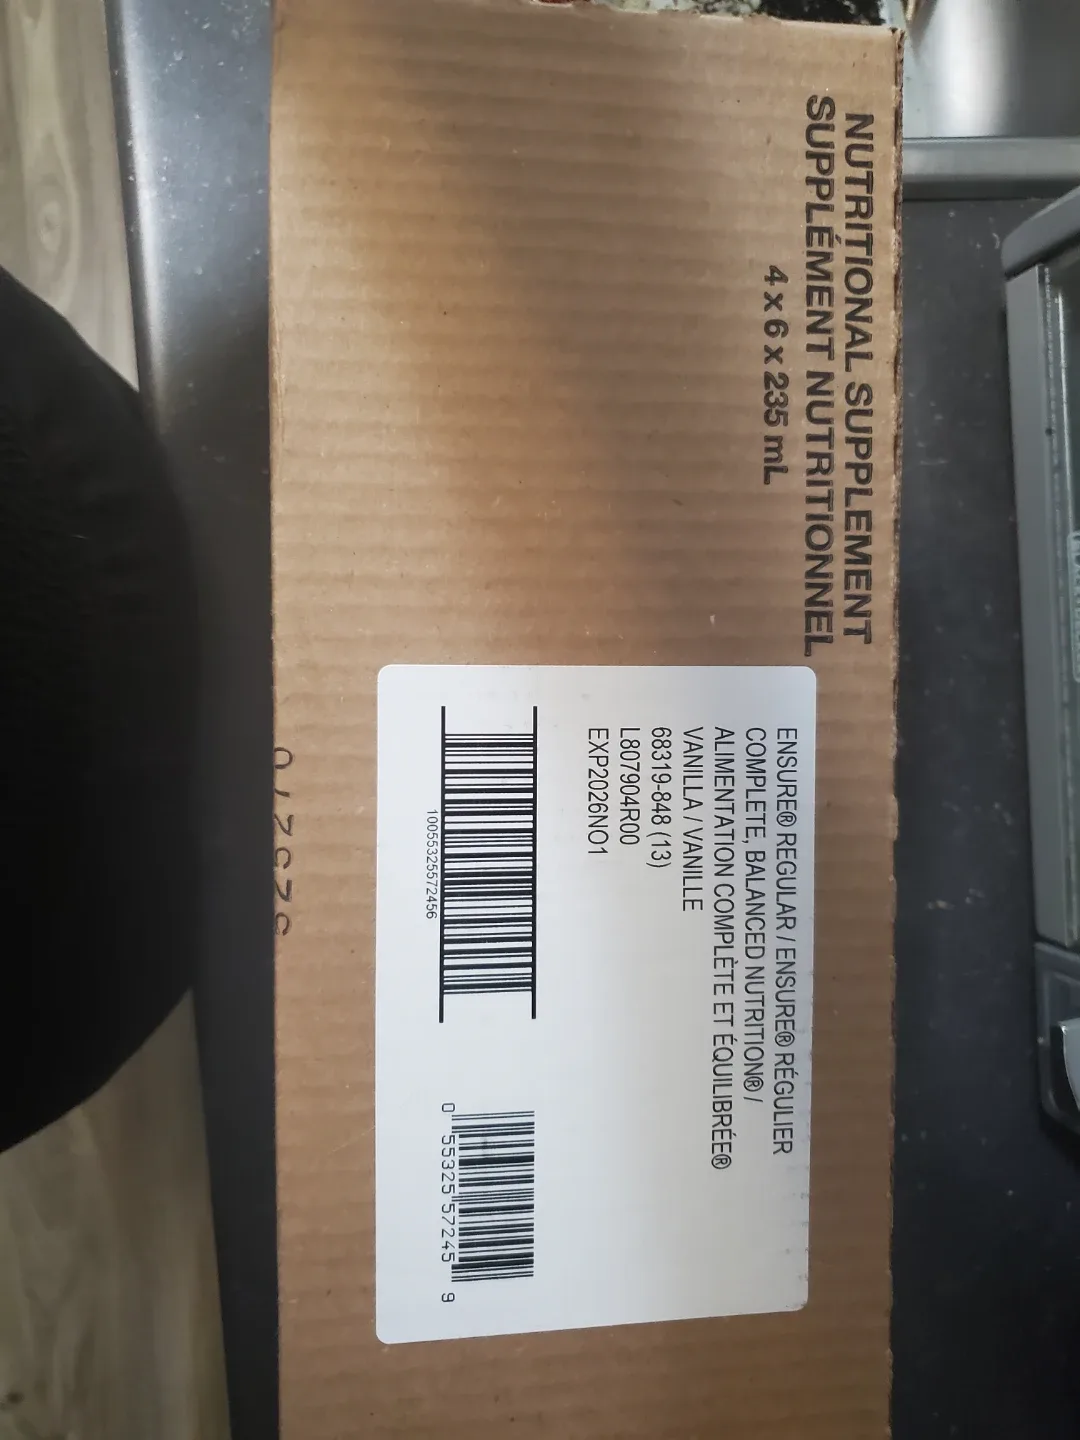 NUTRITIONAL SUPPLEMENT
SUPPLÉMENT NUTRITIONNEL
4 x 6 x 235 mL
ENSURE® REGULAR / ENSURE® RÉGULIER
COMPLETE, BALANCED NUTRITION® /
ALIMENTATION COMPLÈTE ET ÉQUILIBRÉE®
VANILLA / VANILLE
68319-848 (13)
L807904R00
EXP2026NO1
10055325572456
0 55325 57245 9